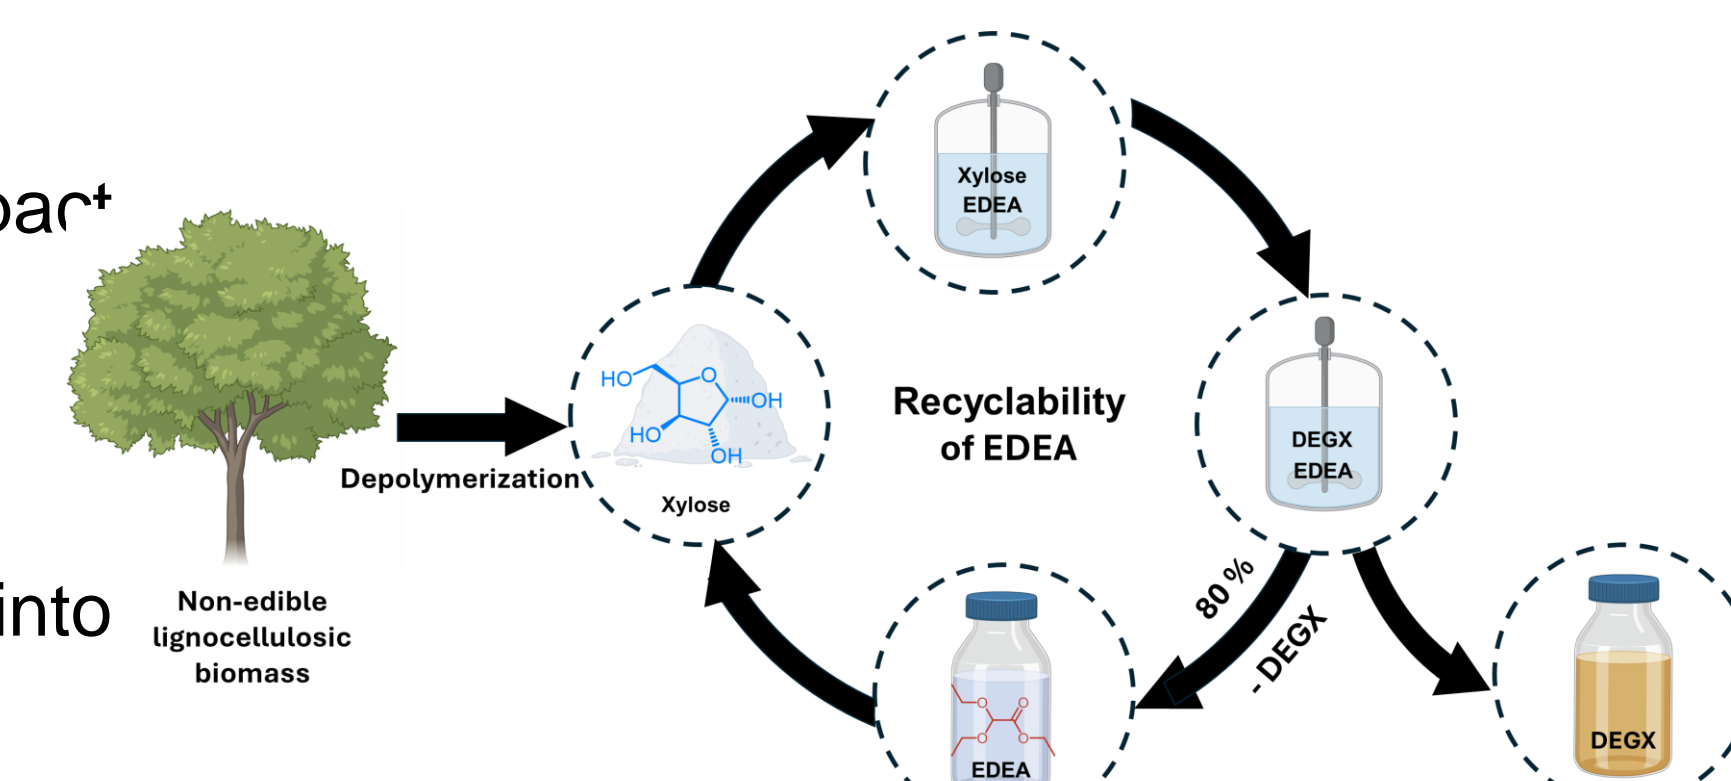 into
Non-edible
lignocellulosic
biomass
Depolymerization
HO
O
OH
HO
OH
Xylose
Xylose
EDEA
Recyclability
of EDEA
DEGX
EDEA
80 %
- DEGX
O
O
O
O
EDEA
DEGX